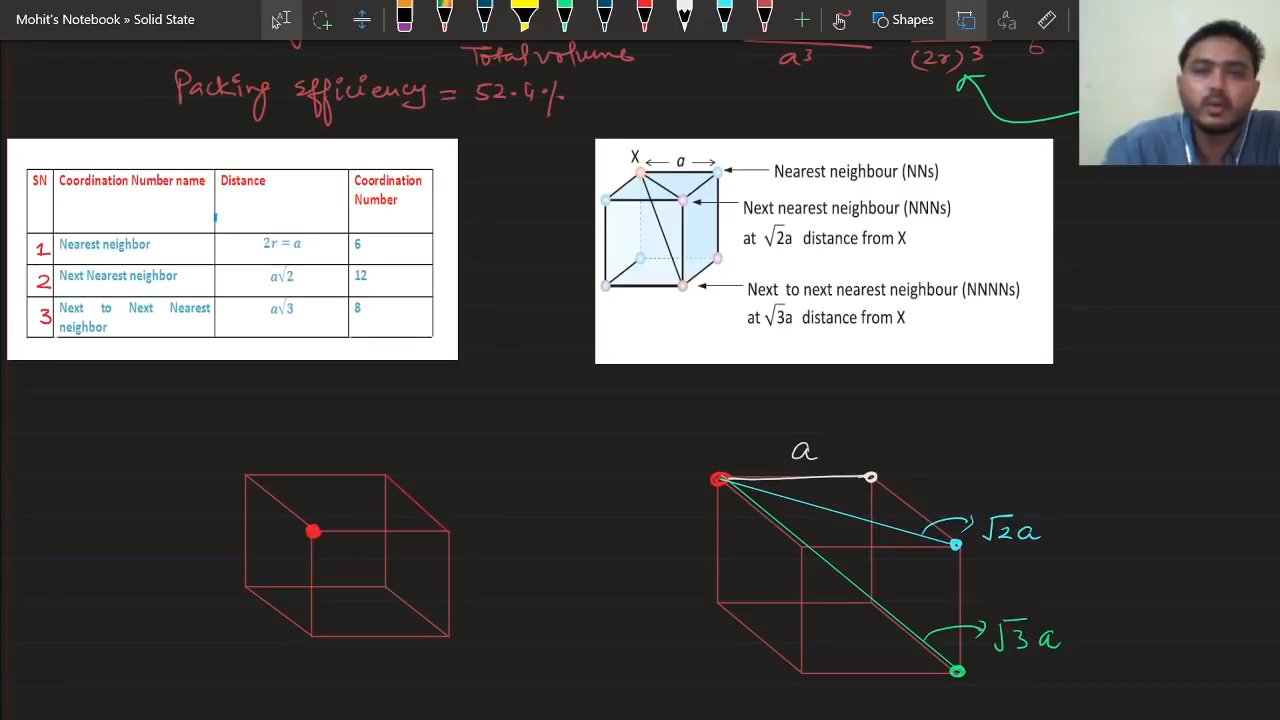 Mohit's Notebook » Solid State
Shapes
Total volume
a3
(2r)3
6
Packing efficiency = 52.4%
SN Coordination Number name Distance Coordination Number
1 Nearest neighbor 2r = a 6
2 Next Nearest neighbor a√2 12
3 Next to Next Nearest neighbor a√3 8
X a
Nearest neighbour (NNs)
Next nearest neighbour (NNNs)
at √2a distance from X
Next to next nearest neighbour (NNNNs)
at √3a distance from X
a
√2a
√3a